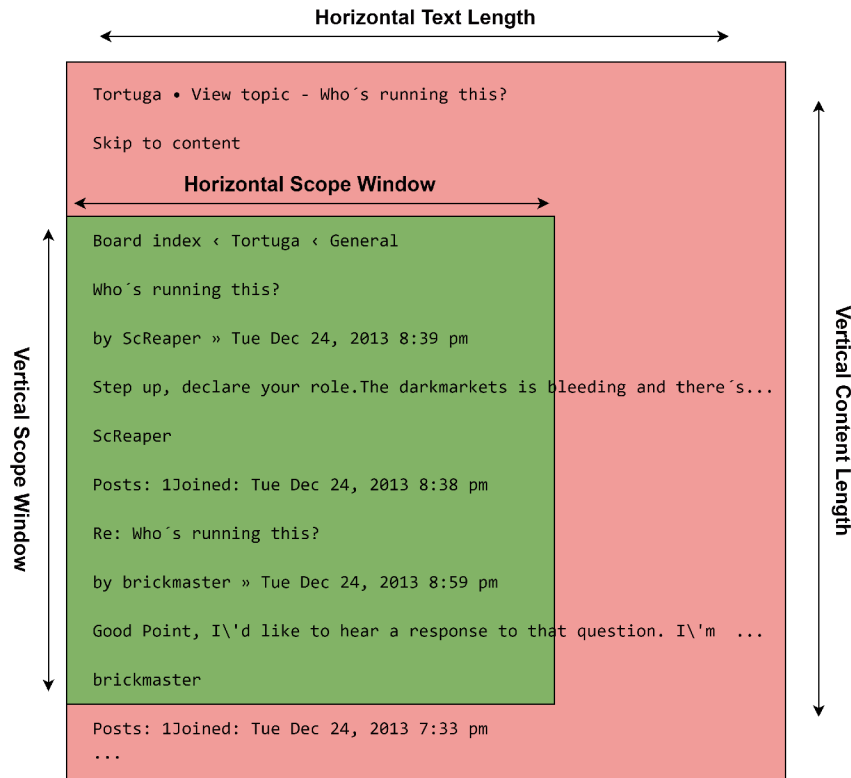 Horizontal Text Length
Tortuga • View topic - Who´s running this?
Skip to content
Horizontal Scope Window
Board index ‹ Tortuga ‹ General
Who´s running this?
by ScReaper » Tue Dec 24, 2013 8:39 pm
Step up, declare your role.The darkmarkets is bleeding and there´s...
ScReaper
Posts: 1Joined: Tue Dec 24, 2013 8:38 pm
Re: Who´s running this?
by brickmaster » Tue Dec 24, 2013 8:59 pm
Good Point, I\'d like to hear a response to that question. I\'m  ...
brickmaster
Posts: 1Joined: Tue Dec 24, 2013 7:33 pm
...
Vertical Scope Window
Vertical Content Length